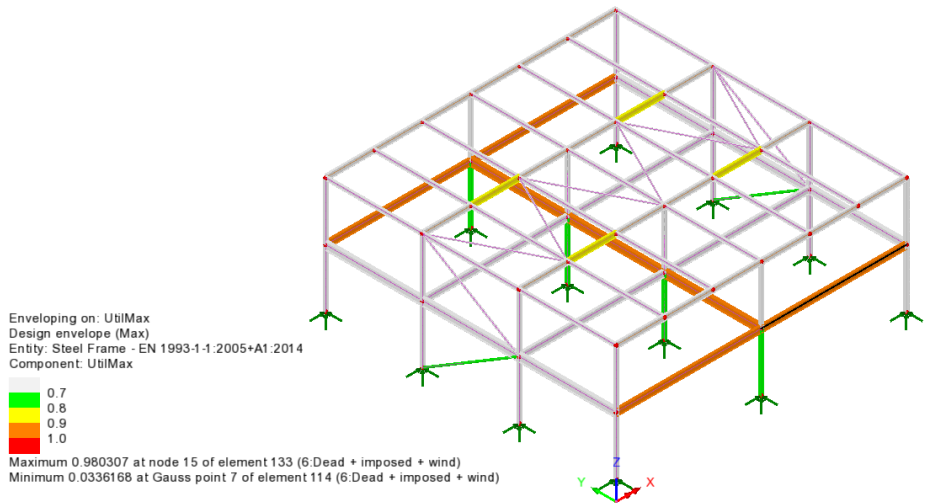 Enveloping on: UtilMax
Design envelope (Max)
Entity: Steel Frame - EN 1993-1-1:2005+A1:2014
Component: UtilMax
0.7
0.8
0.9
1.0
Maximum 0.980307 at node 15 of element 133 (6:Dead + imposed + wind)
Minimum 0.0336168 at Gauss point 7 of element 114 (6:Dead + imposed + wind)
Z
Y
X